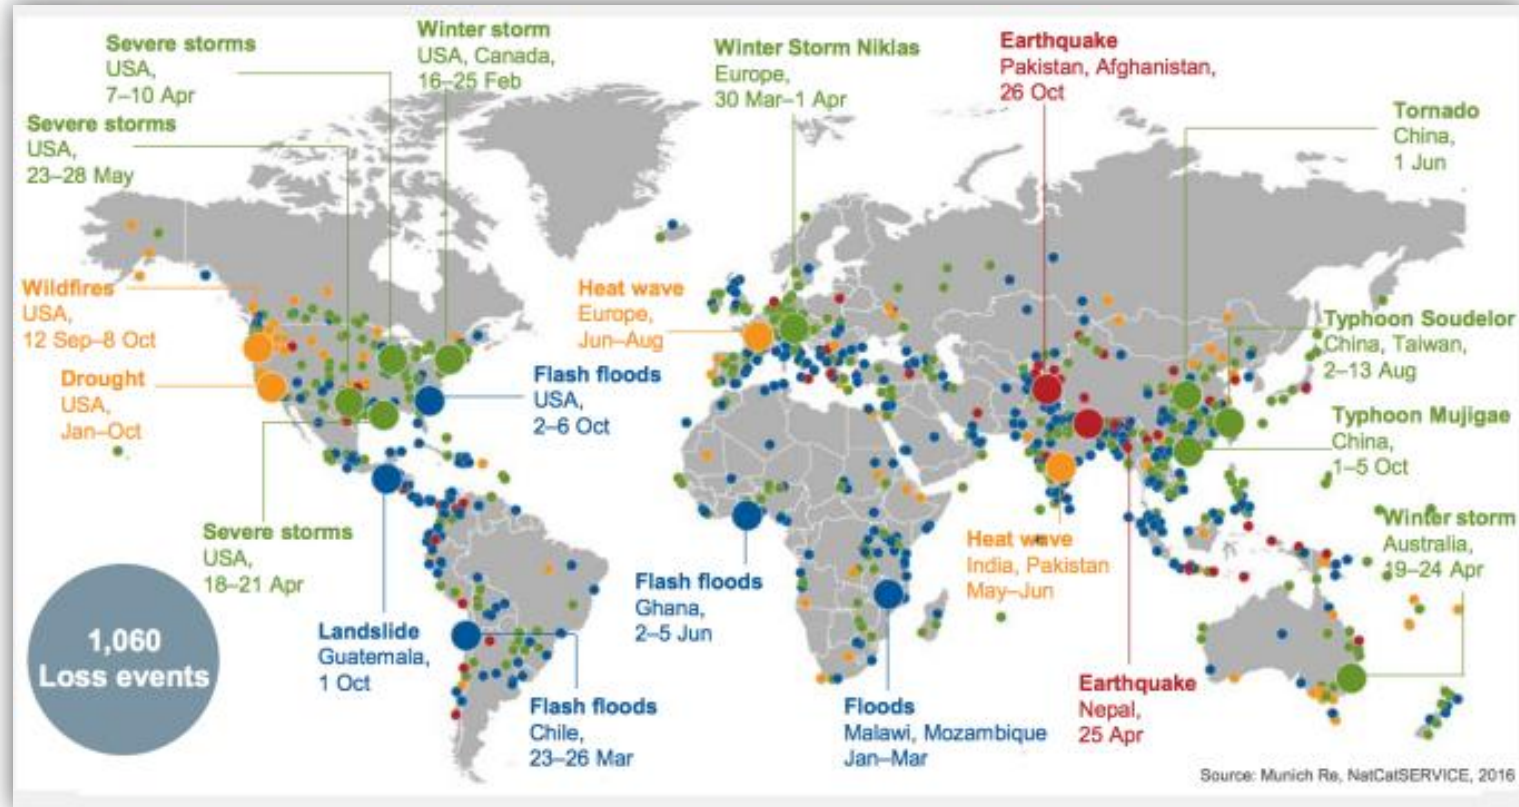 Severe storms
USA,
7–10 Apr
Winter storm
USA, Canada,
16–25 Feb
Winter Storm Niklas
Europe,
30 Mar–1 Apr
Earthquake
Pakistan, Afghanistan,
26 Oct
Tornado
China,
1 Jun
Severe storms
USA,
23–28 May
Wildfires
USA,
12 Sep–8 Oct
Heat wave
Europe,
Jun–Aug
Typhoon Soudelor
China, Taiwan,
2–13 Aug
Drought
USA,
Jan–Oct
Flash floods
USA,
2–6 Oct
Typhoon Mujigae
China,
1–5 Oct
Severe storms
USA,
18–21 Apr
Heat wave
India, Pakistan
May–Jun
Winter storm
Australia,
19–24 Apr
Flash floods
Ghana,
2–5 Jun
1,060
Loss events
Landslide
Guatemala,
1 Oct
Flash floods
Chile,
23–26 Mar
Floods
Malawi, Mozambique
Jan–Mar
Earthquake
Nepal,
25 Apr
Source: Munich Re, NatCatSERVICE, 2016